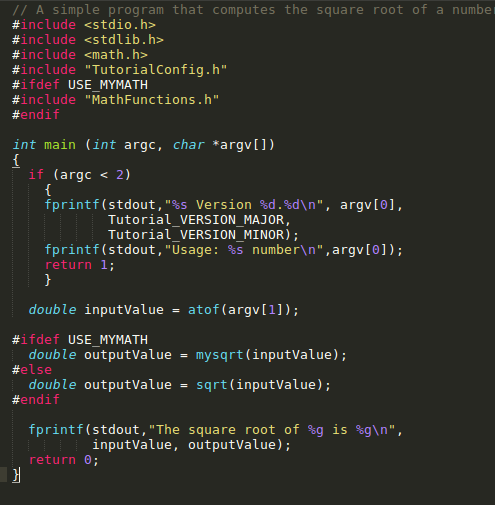 // A simple program that computes the square root of a numbe
#include <stdio.h>
#include <stdlib.h>
#include <math.h>
#include "TutorialConfig.h"
#ifdef USE_MYMATH
#include "MathFunctions.h"
#endif

int main (int argc, char *argv[])
{
  if (argc < 2)
    {
    fprintf(stdout,"%s Version %d.%d\n", argv[0],
            Tutorial_VERSION_MAJOR,
            Tutorial_VERSION_MINOR);
    fprintf(stdout,"Usage: %s number\n",argv[0]);
    return 1;
    }

  double inputValue = atof(argv[1]);

#ifdef USE_MYMATH
  double outputValue = mysqrt(inputValue);
#else
  double outputValue = sqrt(inputValue);
#endif

  fprintf(stdout,"The square root of %g is %g\n",
          inputValue, outputValue);
  return 0;
}